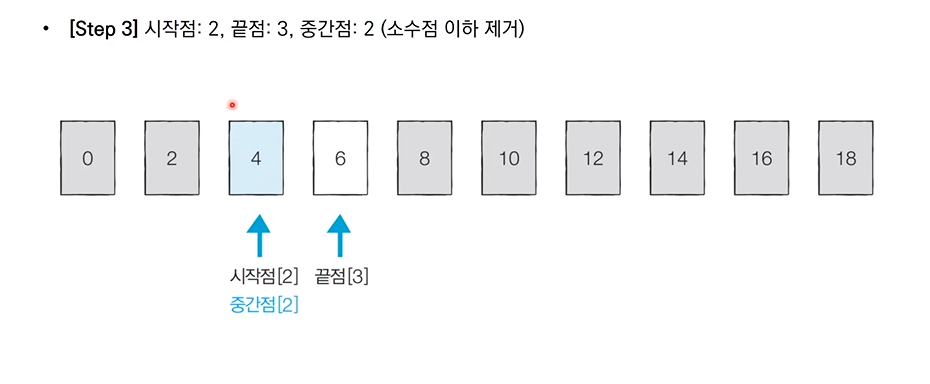 • [Step 3] 시작점: 2, 끝점: 3, 중간점: 2 (소수점 이하 제거)
0 2 4 6 8 10 12 14 16 18
시작점[2] 끝점[3]
중간점[2]